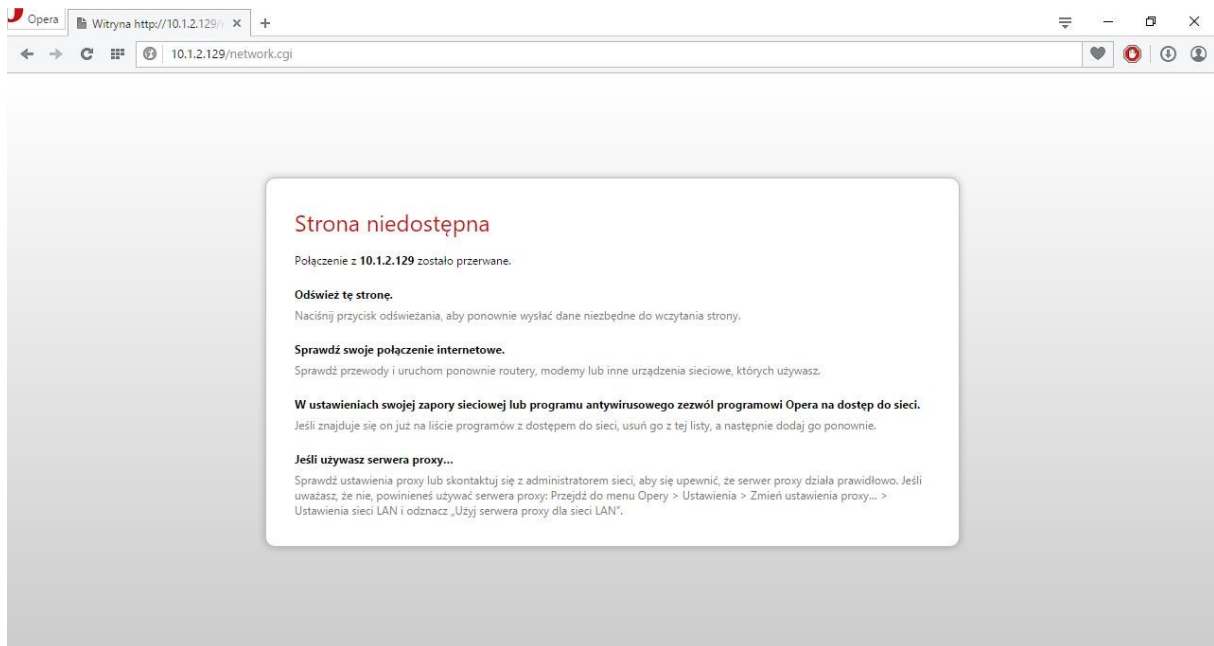 Opera
Witryna http://10.1.2.129/
10.1.2.129/network.cgi
Strona niedostępna
Połączenie z 10.1.2.129 zostało przerwane.
Odśwież tę stronę.
Naciśnij przycisk odświeżania, aby ponownie wysłać dane niezbędne do wczytania strony.
Sprawdź swoje połączenie internetowe.
Sprawdź przewody i uruchom ponownie routery, modemy lub inne urządzenia sieciowe, których używasz.
W ustawieniach swojej zapory sieciowej lub programu antywirusowego zezwól programowi Opera na dostęp do sieci.
Jeśli znajduje się on już na liście programów z dostępem do sieci, usuń go z tej listy, a następnie dodaj go ponownie.
Jeśli używasz serwera proxy...
Sprawdź ustawienia proxy lub skontaktuj się z administratorem sieci, aby się upewnić, że serwer proxy działa prawidłowo. Jeśli
uważasz, że nie, powinieneś używać serwera proxy: Przejdź do menu Opery > Ustawienia > Zmień ustawienia proxy... >
Ustawienia sieci LAN i odznacz „Użyj serwera proxy dla sieci LAN”.